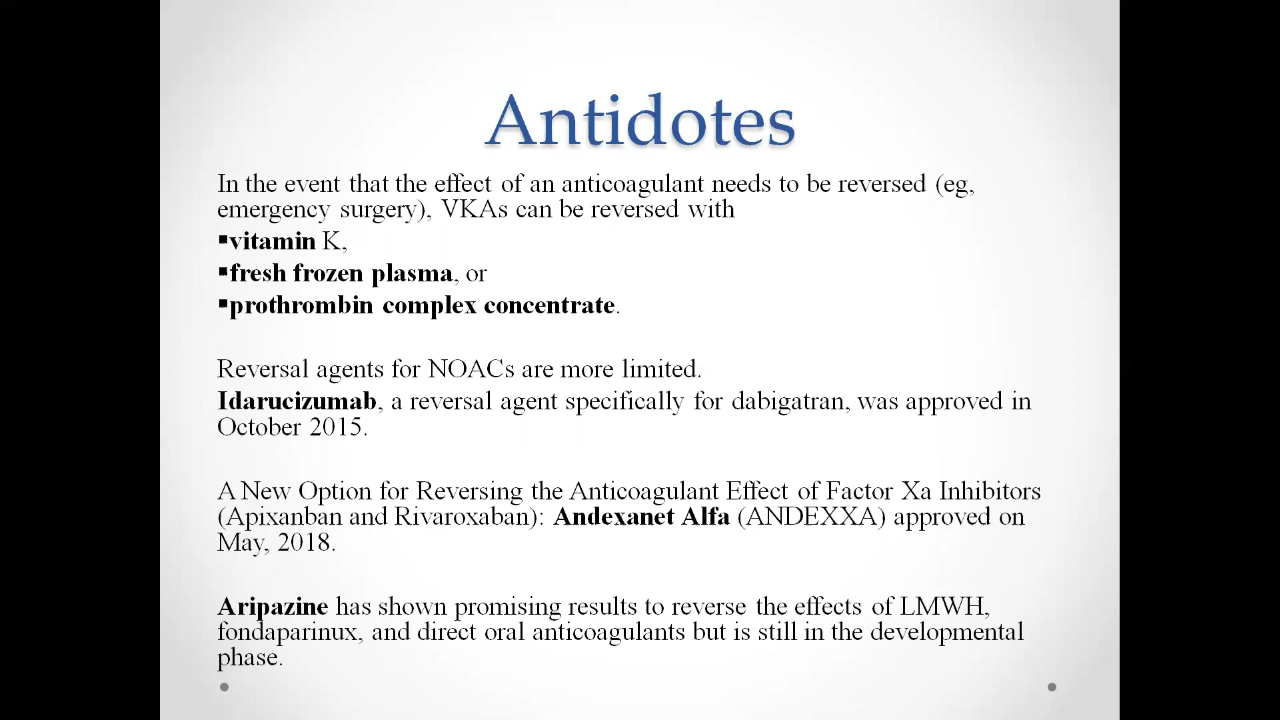 Antidotes
In the event that the effect of an anticoagulant needs to be reversed (eg,
emergency surgery), VKAs can be reversed with
▪vitamin K,
▪fresh frozen plasma, or
▪prothrombin complex concentrate.
Reversal agents for NOACs are more limited.
Idarucizumab, a reversal agent specifically for dabigatran, was approved in
October 2015.
A New Option for Reversing the Anticoagulant Effect of Factor Xa Inhibitors
(Apixanban and Rivaroxaban): Andexanet Alfa (ANDEXXA) approved on
May, 2018.
Aripazine has shown promising results to reverse the effects of LMWH,
fondaparinux, and direct oral anticoagulants but is still in the developmental
phase.